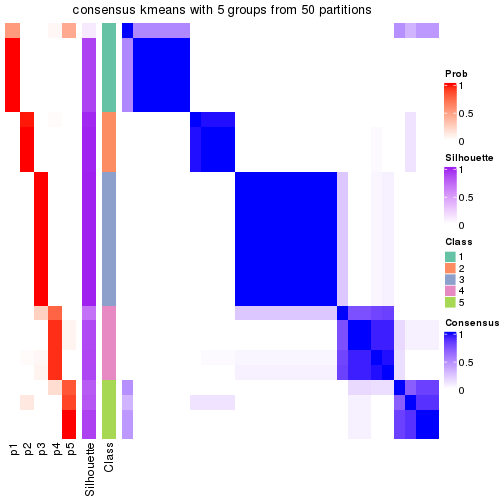 consensus kmeans with 5 groups from 50 partitions
Prob
1
0.5
0
Silhouette
1
0.5
0
Class
1
2
3
4
5
Consensus
1
0.5
0
p1
p2
p3
p4
p5
Silhouette
Class